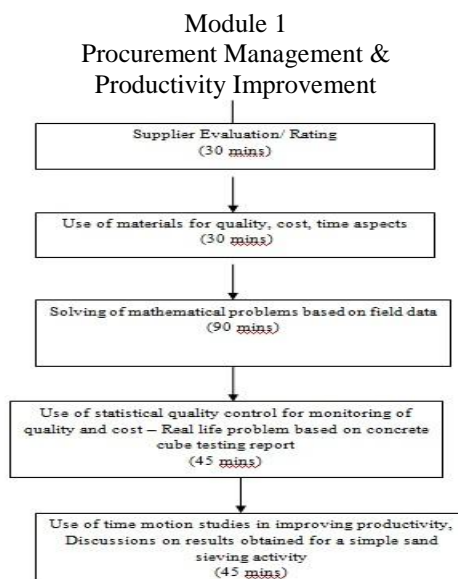 Module 1
Procurement Management &
Productivity Improvement
Supplier Evaluation/ Rating
(30 mins)
Use of materials for quality, cost, time aspects
(30 mins)
Solving of mathematical problems based on field data
(90 mins)
Use of statistical quality control for monitoring of
quality and cost – Real life problem based on concrete
cube testing report
(45 mins)
Use of time motion studies in improving productivity,
Discussions on results obtained for a simple sand
sieving activity
(45 mins)